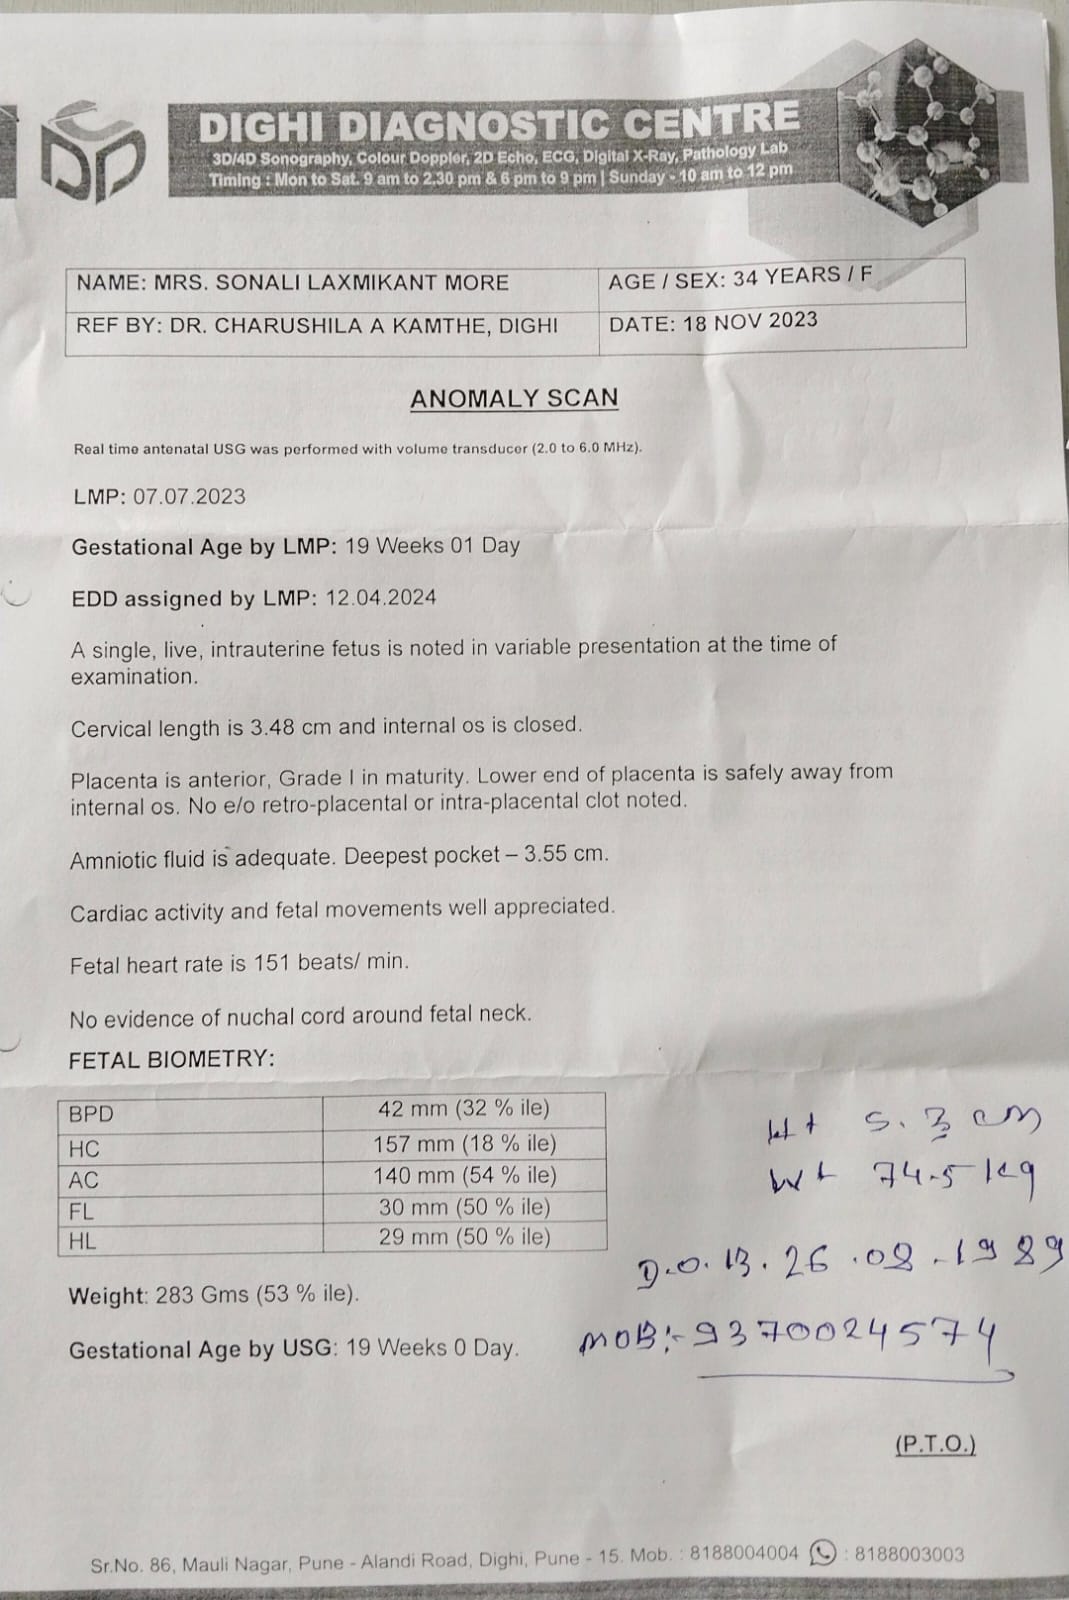 DIGHI DIAGNOSTIC CENTRE
3D/4D Sonography, Colour Doppler, 2D Echo, ECG, Digital X-Ray, Pathology Lab
Timing : Mon to Sat. 9 am to 2.30 pm & 6 pm to 9 pm | Sunday - 10 am to 12 pm
NAME: MRS. SONALI LAXMIKANT MORE AGE / SEX: 34 YEARS / F
REF BY: DR. CHARUSHILA A KAMTHE, DIGHI DATE: 18 NOV 2023
ANOMALY SCAN
Real time antenatal USG was performed with volume transducer (2.0 to 6.0 MHz).
LMP: 07.07.2023
Gestational Age by LMP: 19 Weeks 01 Day
EDD assigned by LMP: 12.04.2024
A single, live, intrauterine fetus is noted in variable presentation at the time of
examination.
Cervical length is 3.48 cm and internal os is closed.
Placenta is anterior, Grade I in maturity. Lower end of placenta is safely away from
internal os. No e/o retro-placental or intra-placental clot noted.
Amniotic fluid is adequate. Deepest pocket – 3.55 cm.
Cardiac activity and fetal movements well appreciated.
Fetal heart rate is 151 beats/ min.
No evidence of nuchal cord around fetal neck.
FETAL BIOMETRY:
BPD 42 mm (32 % ile)
HC 157 mm (18 % ile)
AC 140 mm (54 % ile)
FL 30 mm (50 % ile)
HL 29 mm (50 % ile)
Ht 5.3 cm
Wt 74.5 kg
D.O.B. 26.08.1989
Weight: 283 Gms (53 % ile).
MOB:- 9370024574
Gestational Age by USG: 19 Weeks 0 Day.
(P.T.O.)
Sr.No. 86, Mauli Nagar, Pune - Alandi Road, Dighi, Pune - 15. Mob. : 8188004004 : 8188003003